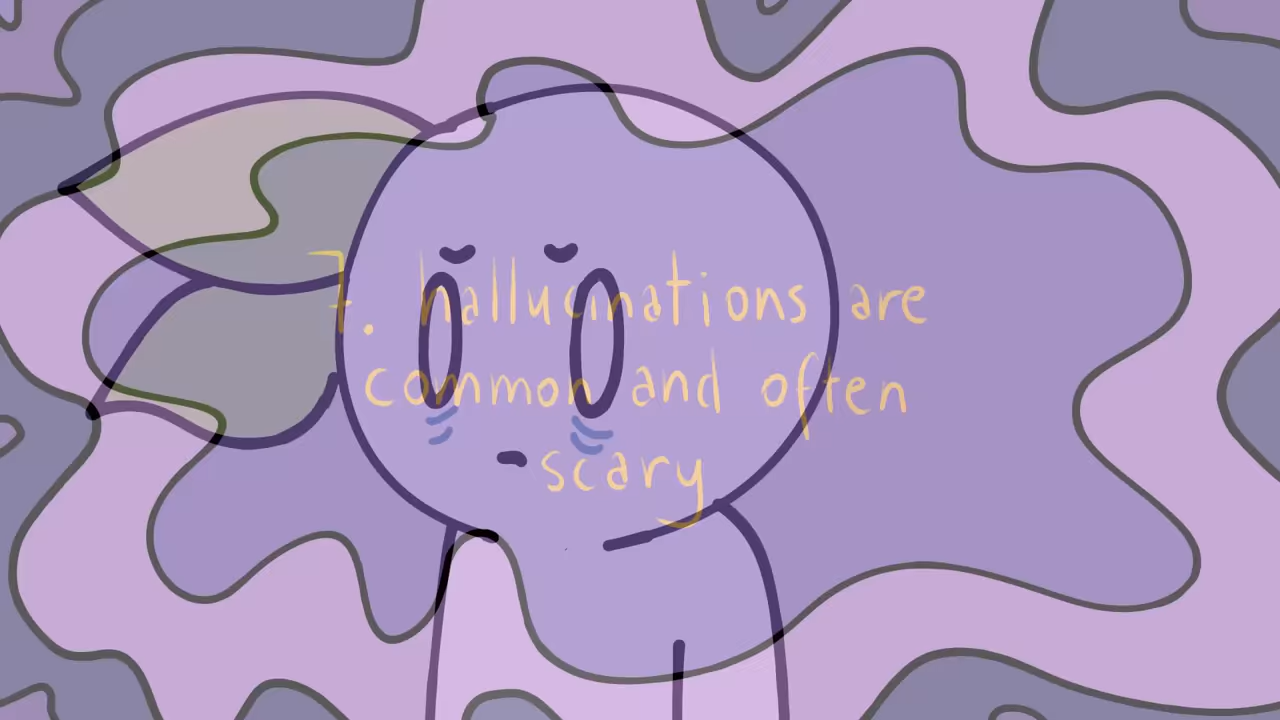 7. hallucinations are
common and often
scary